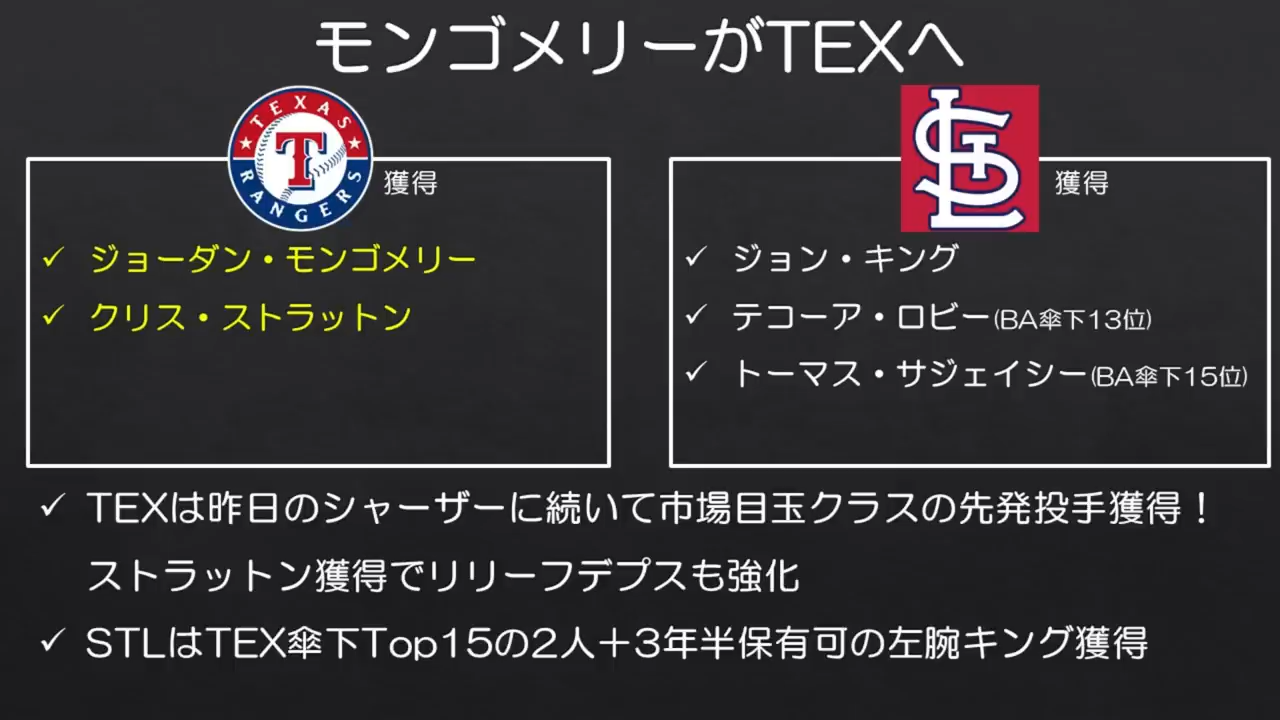 モンゴメリーがTEXへ
TEXAS
T
RANGERS
獲得
✓ ジョーダン・モンゴメリー
✓ クリス・ストラットン
STL
獲得
✓ ジョン・キング
✓ テコーア・ロビー(BA傘下13位)
✓ トーマス・サジェイシー(BA傘下15位)
✓ TEXは昨日のシャーザーに続いて市場目玉クラスの先発投手獲得!
ストラットン獲得でリリーフデプスも強化
✓ STLはTEX傘下Top15の2人+3年半保有可の左腕キング獲得